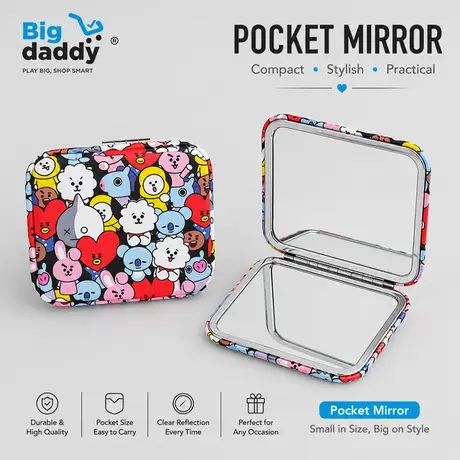 Big
daddy®
PLAY BIG, SHOP SMART
POCKET MIRROR
Compact • Stylish • Practical
Durable &
High Quality
Pocket Size
Easy to Carry
Clear Reflection
Every Time
Perfect for
Any Occasion
Pocket Mirror
Small in Size, Big on Style